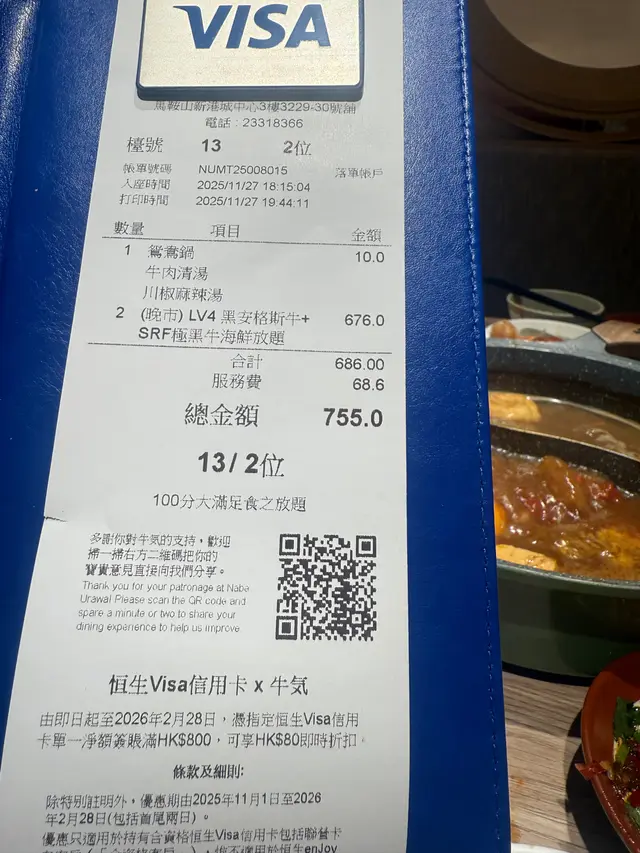 VISA
馬鞍山新港城中心3樓3229-30號舖
電話：23318366
檯號 13 2位
帳單號碼 NUMT25008015 落單帳戶
入座時間 2025/11/27 18:15:04
打印時間 2025/11/27 19:44:11
數量 項目 金額
1 鴛鴦鍋 10.0
牛肉清湯
川椒麻辣湯
2 (晚市) LV4 黑安格斯牛+ 676.0
SRF極黑牛海鮮放題
合計 686.00
服務費 68.6
總金額 755.0
13/ 2位
100分大滿足食之放題
多謝你對牛気的支持，歡迎
掃一掃右方二維碼把你的
寶貴意見直接向我們分享。
Thank you for your patronage at Nabe
Urawa! Please scan the QR code and
spare a minute or two to share your
dining experience to help us improve
恒生Visa信用卡 x 牛気
由即日起至2026年2月28日，憑指定恒生Visa信用
卡單一淨額簽賬滿HK$800，可享HK$80即時折扣。
條款及細則:
除特別註明外，優惠期由2025年11月1日至2026
年2月28日(包括首尾兩日)。
優惠只適用於持有合資格恒生Visa信用卡包括聯營卡
恒生enJoy